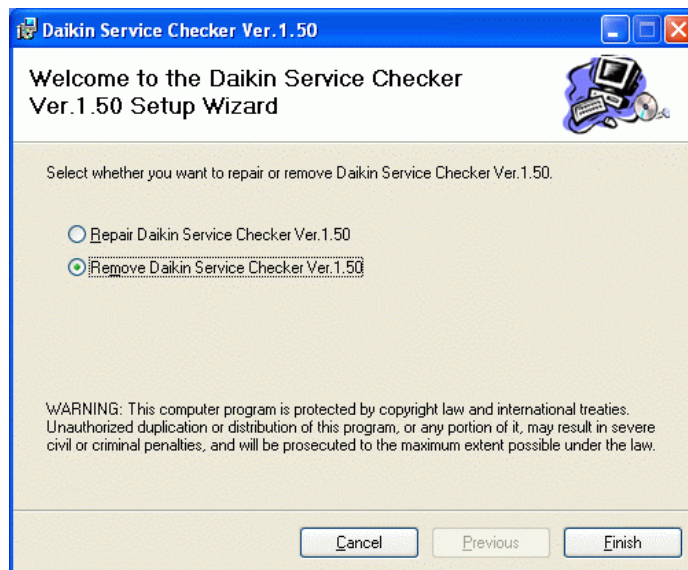 Daikin Service Checker Ver.1.50
Welcome to the Daikin Service Checker
Ver.1.50 Setup Wizard
Select whether you want to repair or remove Daikin Service Checker Ver.1.50.
Repair Daikin Service Checker Ver.1.50
Remove Daikin Service Checker Ver.1.50
WARNING: This computer program is protected by copyright law and international treaties.
Unauthorized duplication or distribution of this program, or any portion of it, may result in severe
civil or criminal penalties, and will be prosecuted to the maximum extent possible under the law.
Cancel
Previous
Finish